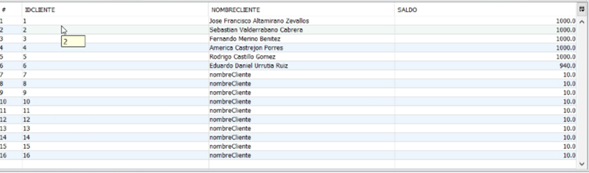 # IDCLIENTE NOMBRECLIENTE SALDO
1 1 Jose Francisco Altamirano Zevallos 1000.0
2 2 Sebastian Valderrabano Cabrera 1000.0
3 3 Fernando Merino Benitez 1000.0
2
4 4 America Castrejon Porres 1000.0
5 5 Rodrigo Castillo Gomez 1000.0
6 6 Eduardo Daniel Urrutia Ruiz 940.0
7 7 nombreCliente 10.0
8 8 nombreCliente 10.0
9 9 nombreCliente 10.0
10 10 nombreCliente 10.0
11 11 nombreCliente 10.0
12 12 nombreCliente 10.0
13 13 nombreCliente 10.0
14 14 nombreCliente 10.0
15 15 nombreCliente 10.0
16 16 nombreCliente 10.0